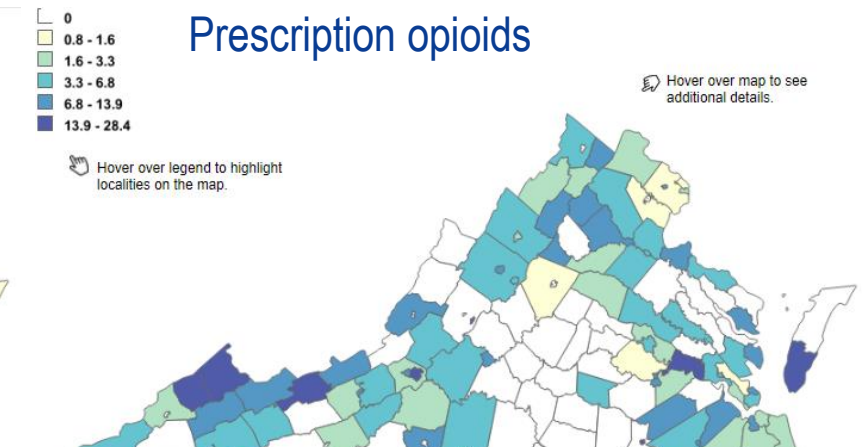 Prescription opioids
0
0.8 - 1.6
1.6 - 3.3
3.3 - 6.8
6.8 - 13.9
13.9 - 28.4
Hover over map to see
additional details.
Hover over legend to highlight
localities on the map.